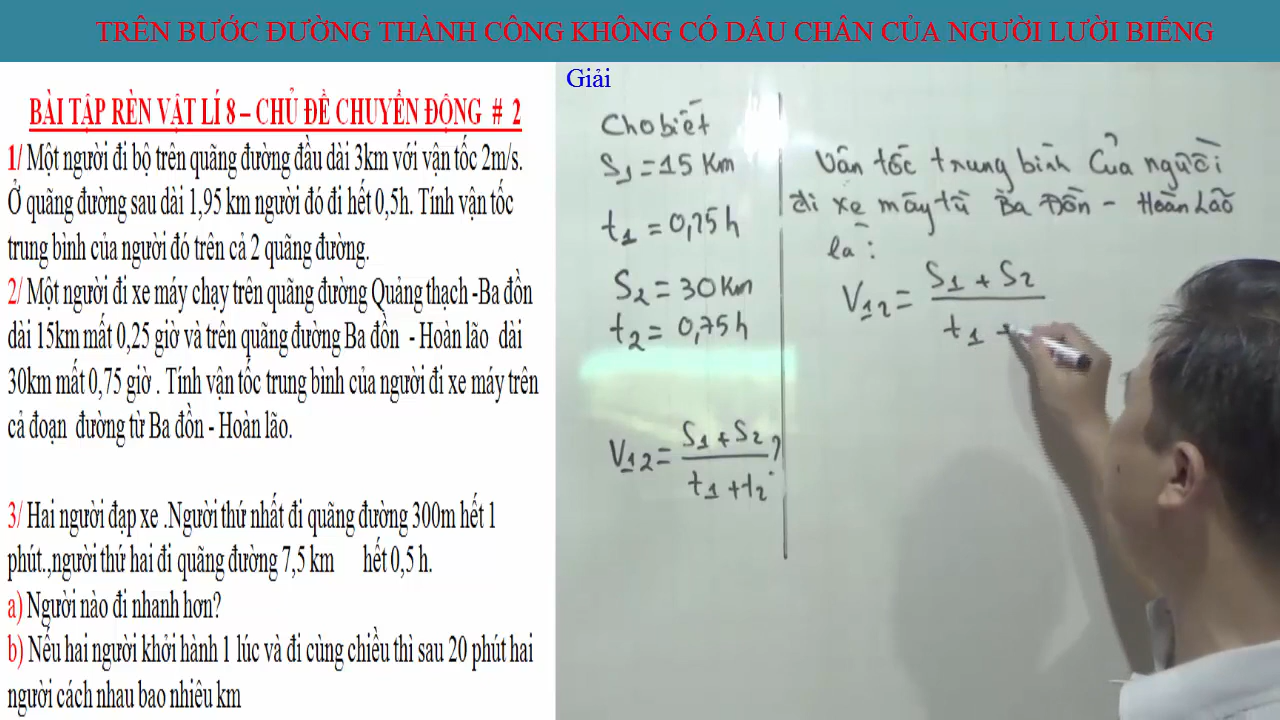 TRÊN BƯỚC ĐƯỜNG THÀNH CÔNG KHÔNG CÓ DẤU CHÂN CỦA NGƯỜI LƯỜI BIẾNG
BÀI TẬP RÈN VẬT LÍ 8 – CHỦ ĐỀ CHUYỂN ĐỘNG # 2
1/ Một người đi bộ trên quãng đường đầu dài 3km với vận tốc 2m/s.
Ở quãng đường sau dài 1,95 km người đó đi hết 0,5h. Tính vận tốc
trung bình của người đó trên cả 2 quãng đường.
2/ Một người đi xe máy chạy trên quãng đường Quảng thạch -Ba đồn
dài 15km mất 0,25 giờ và trên quãng đường Ba đồn - Hoàn lão dài
30km mất 0,75 giờ . Tính vận tốc trung bình của người đi xe máy trên
cả đoạn đường từ Ba đồn - Hoàn lão.
3/ Hai người đạp xe .Người thứ nhất đi quãng đường 300m hết 1
phút.,người thứ hai đi quãng đường 7,5 km hết 0,5 h.
a) Người nào đi nhanh hơn?
b) Nếu hai người khởi hành 1 lúc và đi cùng chiều thì sau 20 phút hai
người cách nhau bao nhiêu km
Giải
Cho biết
S1 = 15 Km
t1 = 0,25 h
S2 = 30 Km
t2 = 0,75 h
V12 = S1 + S2 / t1 + t2 ?
Vân tốc trung bình Của người
đi xe máy từ Ba Đồn - Hoàn Lão
là :
V12 = S1 + S2 / t1 +